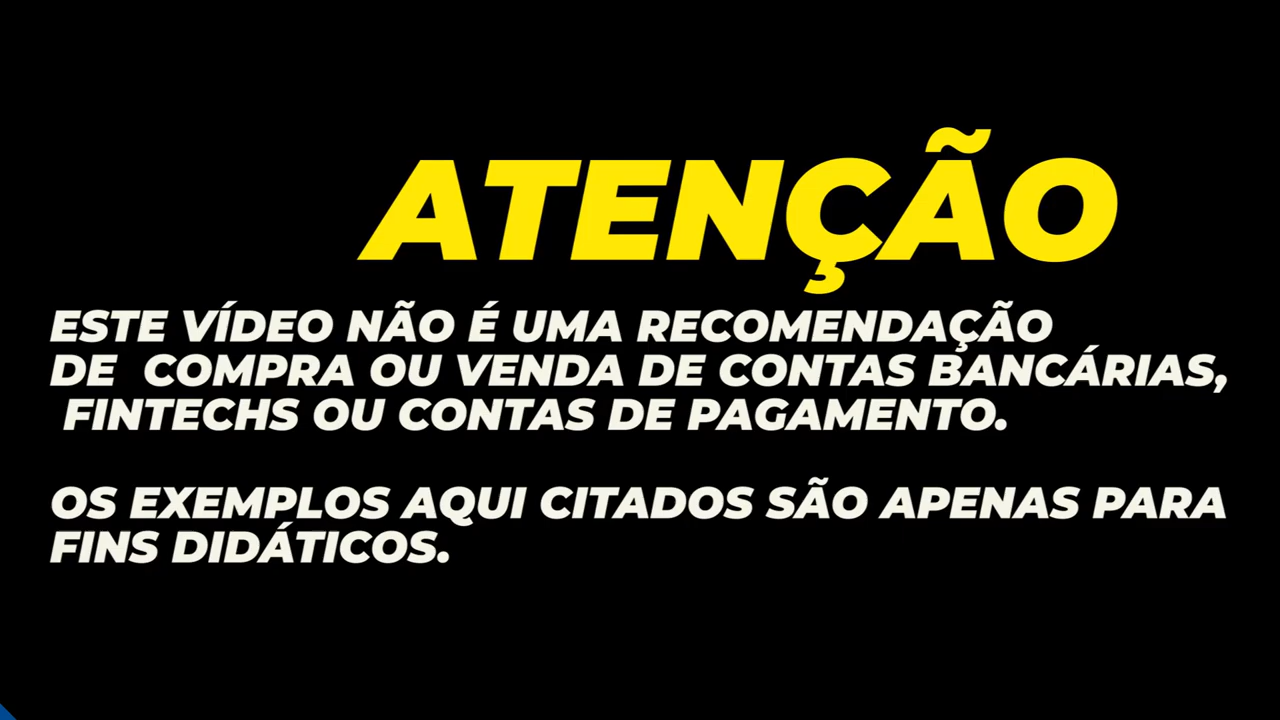 ATENÇÃO
ESTE VÍDEO NÃO É UMA RECOMENDAÇÃO
DE COMPRA OU VENDA DE CONTAS BANCÁRIAS,
FINTECHS OU CONTAS DE PAGAMENTO.
OS EXEMPLOS AQUI CITADOS SÃO APENAS PARA
FINS DIDÁTICOS.